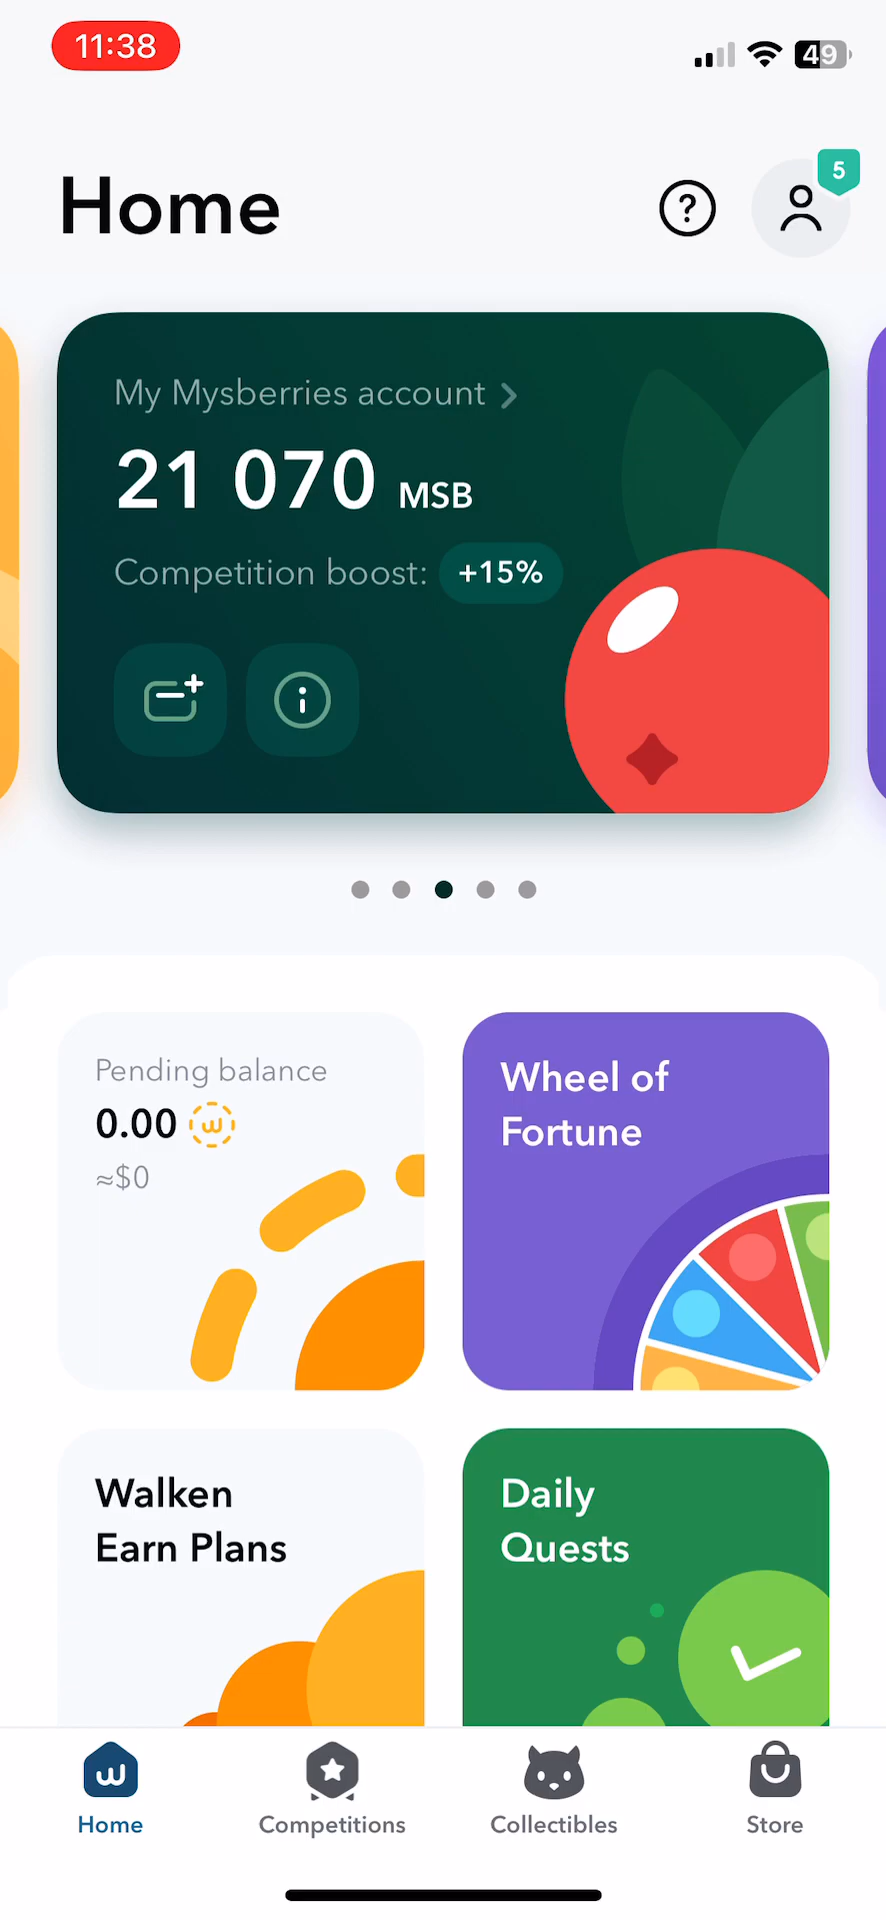 11:38
49
Home
?
5
My Mysberries account
21 070 MSB
Competition boost: +15%
Pending balance
0.00
≈$0
Wheel of
Fortune
Walken
Earn Plans
Daily
Quests
Home
Competitions
Collectibles
Store